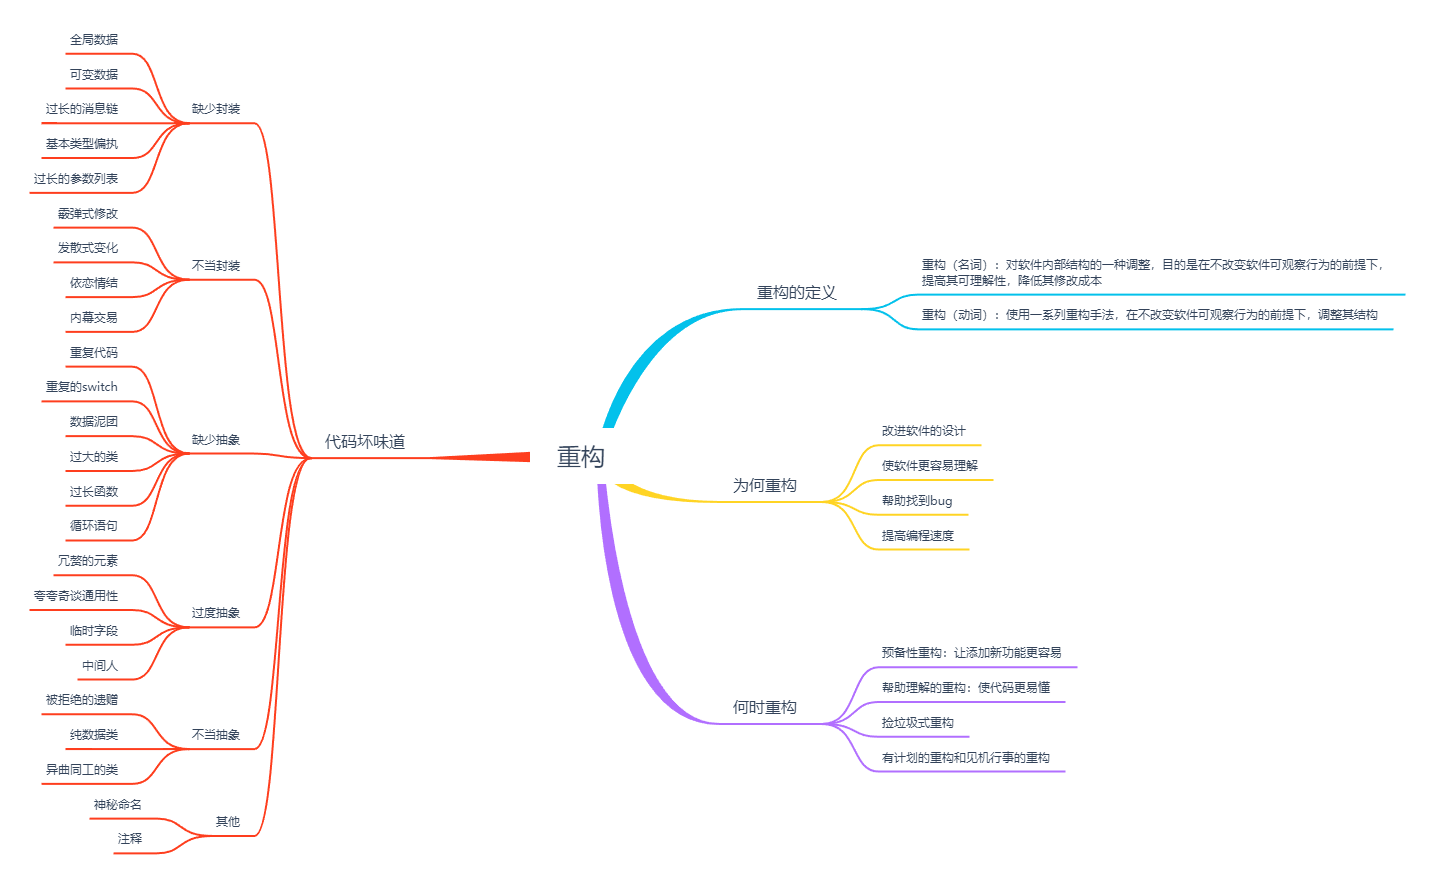 重构
重构的定义
重构（名词）：对软件内部结构的一种调整，目的是在不改变软件可观察行为的前提下，
提高其可理解性，降低其修改成本
重构（动词）：使用一系列重构手法，在不改变软件可观察行为的前提下，调整其结构
为何重构
改进软件的设计
使软件更容易理解
帮助找到bug
提高编程速度
何时重构
预备性重构：让添加新功能更容易
帮助理解的重构：使代码更易懂
捡垃圾式重构
有计划的重构和见机行事的重构
代码坏味道
缺少封装
全局数据
可变数据
过长的消息链
基本类型偏执
过长的参数列表
不当封装
霰弹式修改
发散式变化
依恋情结
内幕交易
缺少抽象
重复代码
重复的switch
数据泥团
过大的类
过长函数
循环语句
过度抽象
冗赘的元素
夸夸奇谈通用性
临时字段
中间人
不当抽象
被拒绝的遗赠
纯数据类
异曲同工的类
其他
神秘命名
注释